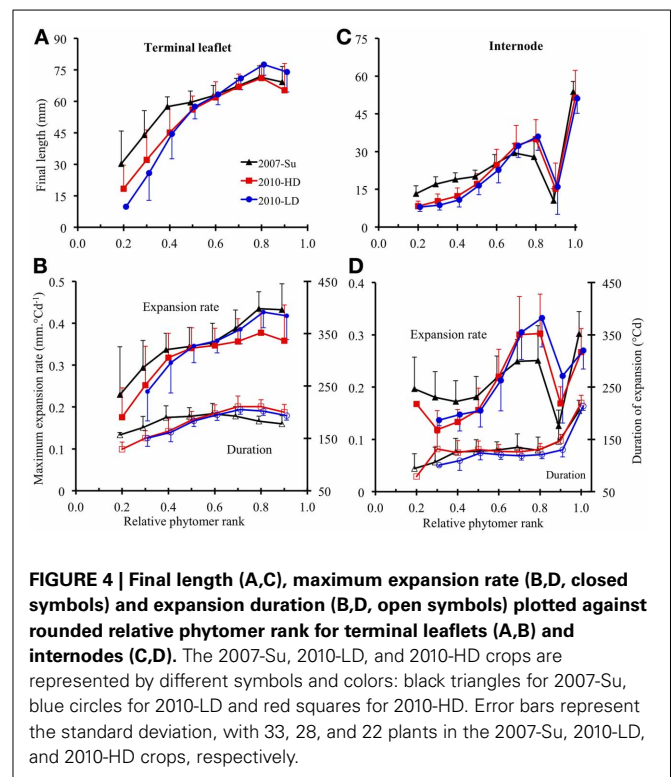 A
Terminal leaflet
Final length (mm)
90
75
60
45
30
15
0
2007-Su
2010-HD
2010-LD
0.0 0.2 0.4 0.6 0.8 1.0
C
Internode
75
60
45
30
15
0
0.0 0.2 0.4 0.6 0.8 1.0
B
Maximum expansion rate (mm.°Cd-1)
0.5
0.4
0.3
0.2
0.1
0
Expansion rate
Duration
450
350
250
150
50
0.0 0.2 0.4 0.6 0.8 1.0
Relative phytomer rank
D
0.4
0.3
0.2
0.1
0
Expansion rate
Duration
450
350
250
150
50
Duration of expansion (°Cd)
0.0 0.2 0.4 0.6 0.8 1.0
Relative phytomer rank
FIGURE 4 | Final length (A,C), maximum expansion rate (B,D, closed
symbols) and expansion duration (B,D, open symbols) plotted against
rounded relative phytomer rank for terminal leaflets (A,B) and
internodes (C,D). The 2007-Su, 2010-LD, and 2010-HD crops are
represented by different symbols and colors: black triangles for 2007-Su,
blue circles for 2010-LD and red squares for 2010-HD. Error bars represent
the standard deviation, with 33, 28, and 22 plants in the 2007-Su, 2010-LD,
and 2010-HD crops, respectively.